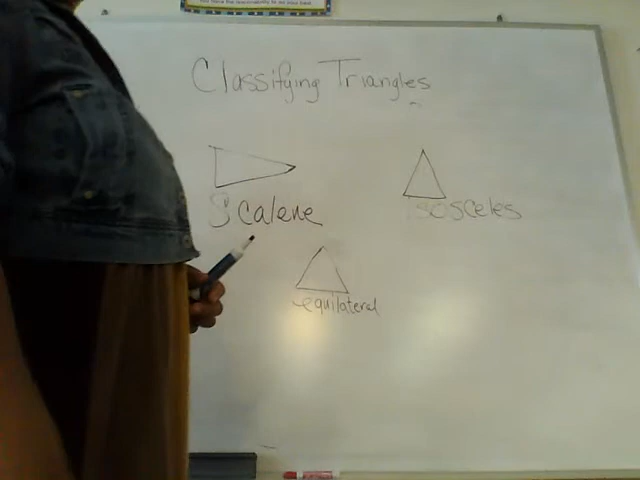 Classifying Triangles
Scalene
isosceles
equilateral